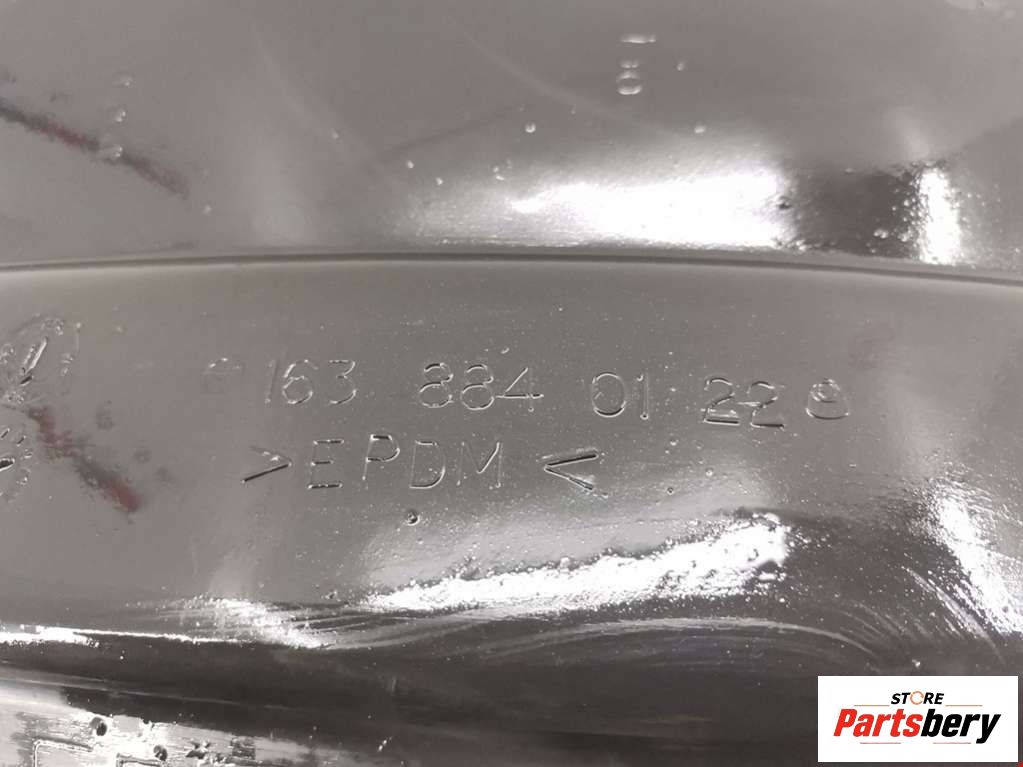 163 884 01 22
>EPDM<
STORE
Partsbery